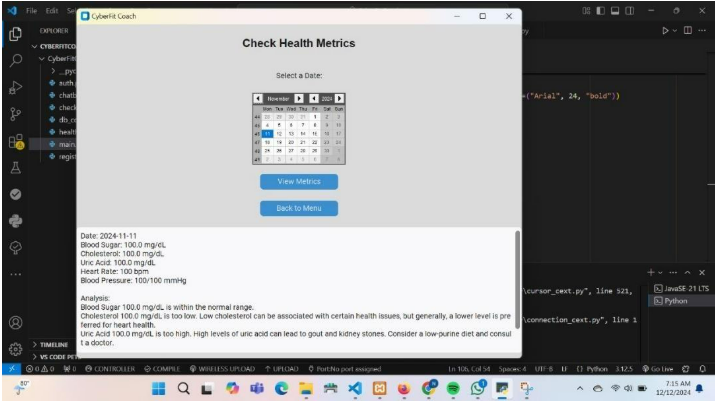 File Edit Se
CyberFit Coach
EXPLORER
CYBERFITCO
CyberFit
__pyc
auth.
chatb
check
db_co
health
main.
regist
TIMELINE
Check Health Metrics
Select a Date:
November 2024
Mon Tue Wed Thu Fri Sat Sun
44 28 29 30 31 1 2 3
45 4 5 6 7 8 9 10
46 11 12 13 14 15 16 17
47 18 19 20 21 22 23 24
48 25 26 27 28 29 30 1
49 2 3 4 5 6 7 8
View Metrics
Back to Menu
=("Arial", 24, "bold"))
Date: 2024-11-11
Blood Sugar: 100.0 mg/dL
Cholesterol: 100.0 mg/dL
Uric Acid: 100.0 mg/dL
Heart Rate: 100 bpm
Blood Pressure: 100/100 mmHg
Analysis:
Blood Sugar 100.0 mg/dL is within the normal range.
Cholesterol 100.0 mg/dL is too low. Low cholesterol can be associated with certain health issues, but generally, a lower level is pre
ferred for heart health.
Uric Acid 100.0 mg/dL is too high. High levels of uric acid can lead to gout and kidney stones. Consider a low-purine diet and consul
t a doctor.
\cursor_cext.py", line 521,
\connection_cext.py", line 1
JavaSE-21 LTS
Python
VS CODE PET
0 0 0 CONTROLLER COMPILE WIRELESS UPLOAD UPLOAD PortNo port assigned Ln 106, Col 54 Spaces: 4 UTF-8 LF {} Python 3.12.5 Go Live
80°
7:15 AM
12/12/2024